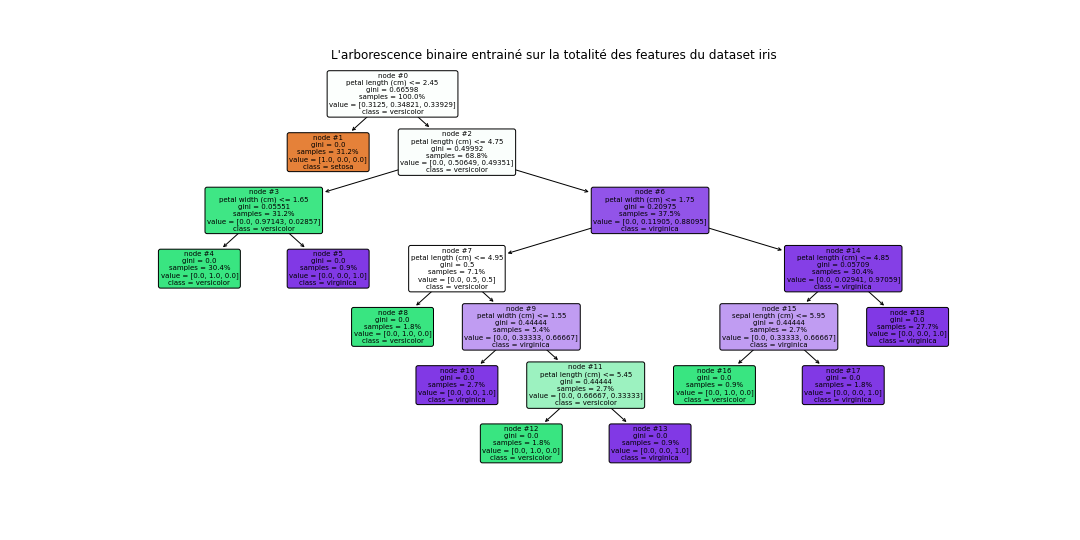 L'arborescence binaire entrainé sur la totalité des features du dataset iris
node #0
petal length (cm) <= 2.45
gini = 0.66598
samples = 100.0%
value = [0.3125, 0.34821, 0.33929]
class = versicolor
node #1
gini = 0.0
samples = 31.2%
value = [1.0, 0.0, 0.0]
class = setosa
node #2
petal length (cm) <= 4.75
gini = 0.49992
samples = 68.8%
value = [0.0, 0.50649, 0.49351]
class = versicolor
node #3
petal width (cm) <= 1.65
gini = 0.05551
samples = 31.2%
value = [0.0, 0.97143, 0.02857]
class = versicolor
node #6
petal width (cm) <= 1.75
gini = 0.20975
samples = 37.5%
value = [0.0, 0.11905, 0.88095]
class = virginica
node #4
gini = 0.0
samples = 30.4%
value = [0.0, 1.0, 0.0]
class = versicolor
node #5
gini = 0.0
samples = 0.9%
value = [0.0, 0.0, 1.0]
class = virginica
node #7
petal length (cm) <= 4.95
gini = 0.5
samples = 7.1%
value = [0.0, 0.5, 0.5]
class = versicolor
node #14
petal length (cm) <= 4.85
gini = 0.05709
samples = 30.4%
value = [0.0, 0.02941, 0.97059]
class = virginica
node #8
gini = 0.0
samples = 1.8%
value = [0.0, 1.0, 0.0]
class = versicolor
node #9
petal width (cm) <= 1.55
gini = 0.44444
samples = 5.4%
value = [0.0, 0.33333, 0.66667]
class = virginica
node #15
sepal length (cm) <= 5.95
gini = 0.44444
samples = 2.7%
value = [0.0, 0.33333, 0.66667]
class = virginica
node #18
gini = 0.0
samples = 27.7%
value = [0.0, 0.0, 1.0]
class = virginica
node #10
gini = 0.0
samples = 2.7%
value = [0.0, 0.0, 1.0]
class = virginica
node #11
petal length (cm) <= 5.45
gini = 0.44444
samples = 2.7%
value = [0.0, 0.66667, 0.33333]
class = versicolor
node #16
gini = 0.0
samples = 0.9%
value = [0.0, 1.0, 0.0]
class = versicolor
node #17
gini = 0.0
samples = 1.8%
value = [0.0, 0.0, 1.0]
class = virginica
node #12
gini = 0.0
samples = 1.8%
value = [0.0, 1.0, 0.0]
class = versicolor
node #13
gini = 0.0
samples = 0.9%
value = [0.0, 0.0, 1.0]
class = virginica